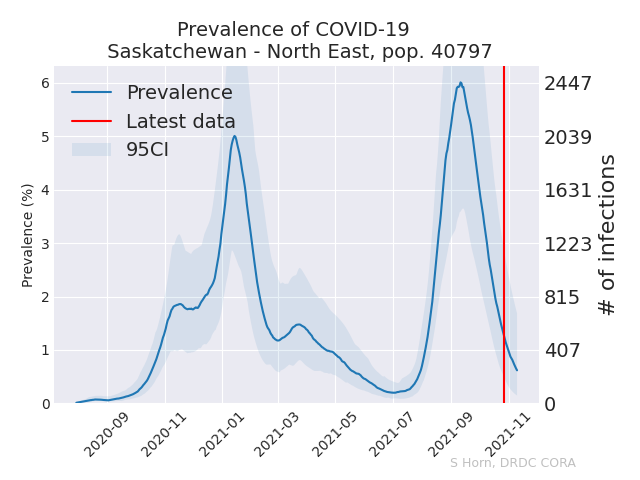 Prevalence of COVID-19
Saskatchewan - North East, pop. 40797
Prevalence
Latest data
95CI
Prevalence (%)
6
5
4
3
2
1
0
2447
2039
1631
1223
815
407
0
# of infections
2020-09
2020-11
2021-01
2021-03
2021-05
2021-07
2021-09
2021-11
S Horn, DRDC CORA